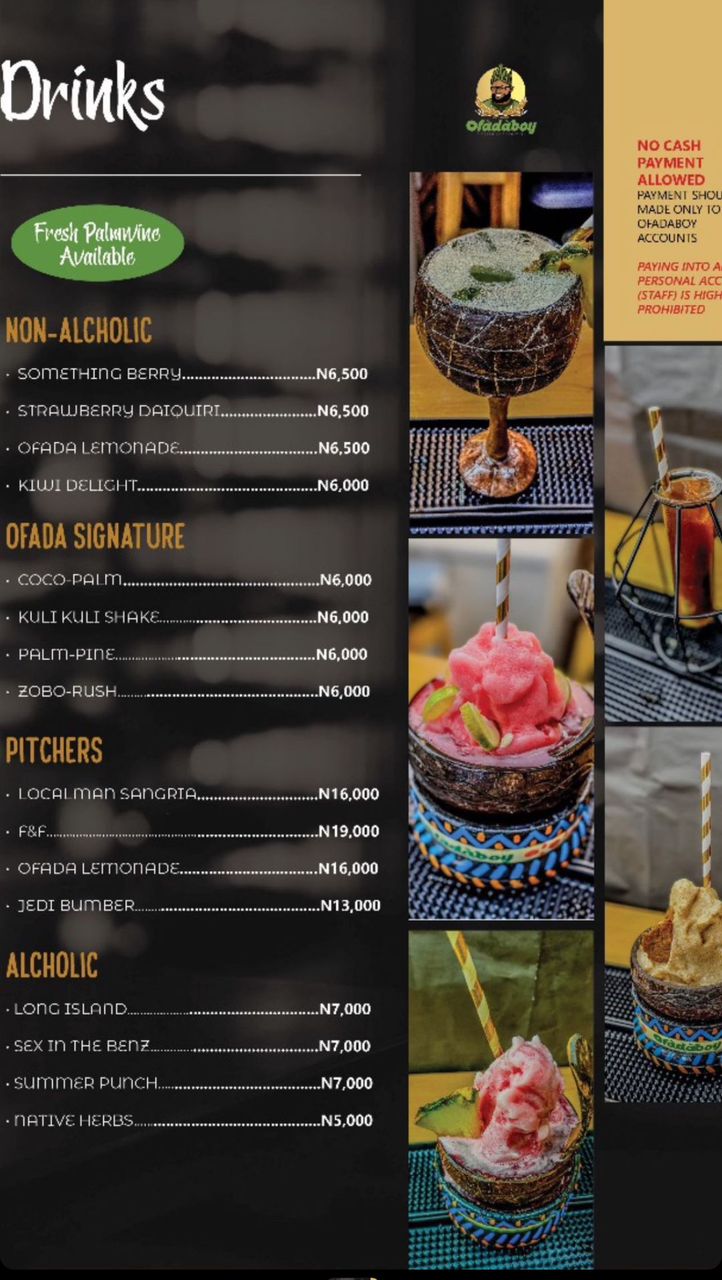 Drinks
Ofadaboy
Fresh Palmwine
Available
NON-ALCHOLIC
· SOMETHING BERRY................................N6,500
· STRAWBERRY DAIQUIRI.......................N6,500
· OFADA LEMONADE.................................N6,500
· KIWI DELIGHT...........................................N6,000
OFADA SIGNATURE
· COCO-PALM...............................................N6,000
· KULI KULI SHAKE......................................N6,000
· PALM-PINE................................................N6,000
· ZOBO-RUSH................................................N6,000
PITCHERS
· LOCALMAN SANGRIA.............................N16,000
· F&F..................................................................N19,000
· OFADA LEMONADE.................................N16,000
· JEDI BUMBER.............................................N13,000
ALCHOLIC
· LONG ISLAND.............................................N7,000
· SEX IN THE BENZ.......................................N7,000
· SUMMER PUNCH.......................................N7,000
· NATIVE HERBS............................................N5,000
NO CASH
PAYMENT
ALLOWED
PAYMENT SHOU
MADE ONLY TO
OFADABOY
ACCOUNTS
PAYING INTO A
PERSONAL ACC
(STAFF) IS HIGH
PROHIBITED
Ofadaboy
Ofadaboy